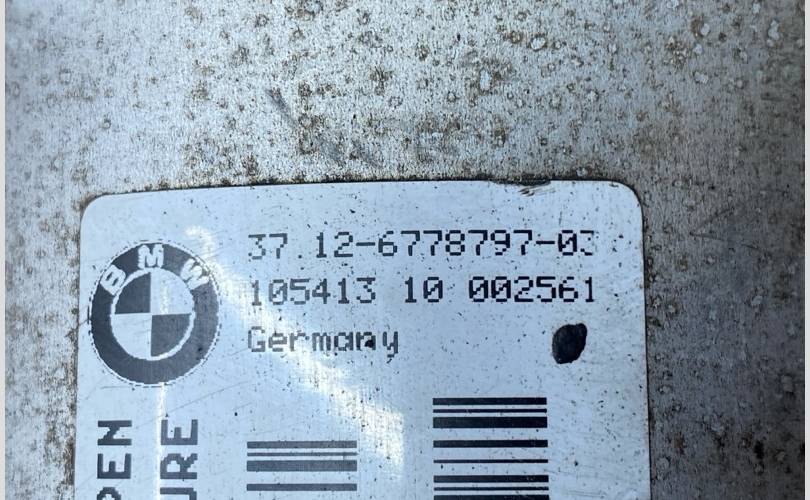 37.12-6778797-03
105413 10 002561
Germany
BMW
PEN
URE